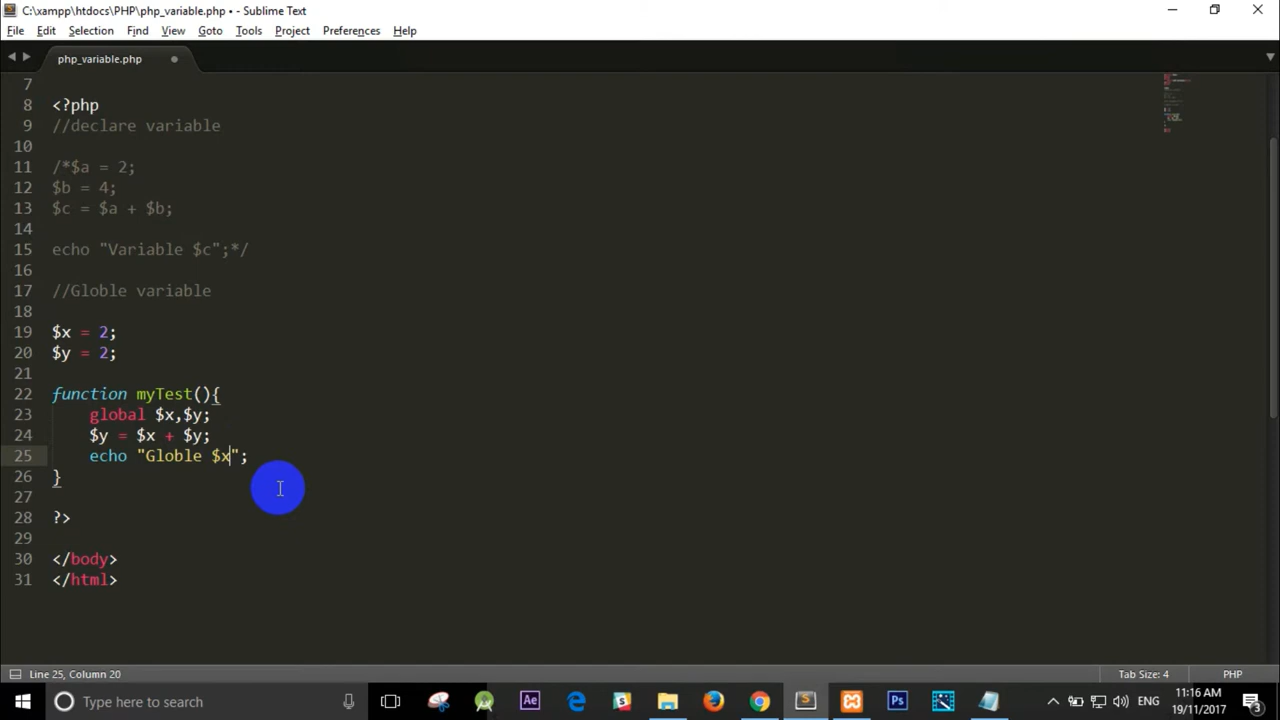 C:\xampp\htdocs\PHP\php_variable.php • - Sublime Text
File Edit Selection Find View Goto Tools Project Preferences Help
php_variable.php
7
8 <?php
9 //declare variable
10
11 /*$a = 2;
12 $b = 4;
13 $c = $a + $b;
14
15 echo "Variable $c";*/
16
17 //Globle variable
18
19 $x = 2;
20 $y = 2;
21
22 function myTest(){
23 global $x,$y;
24 $y = $x + $y;
25 echo "Globle $x";
26 }
27
28 ?>
29
30 </body>
31 </html>
Line 25, Column 20 Tab Size: 4 PHP
Type here to search Ae S Ps ENG 11:16 AM
19/11/2017 3